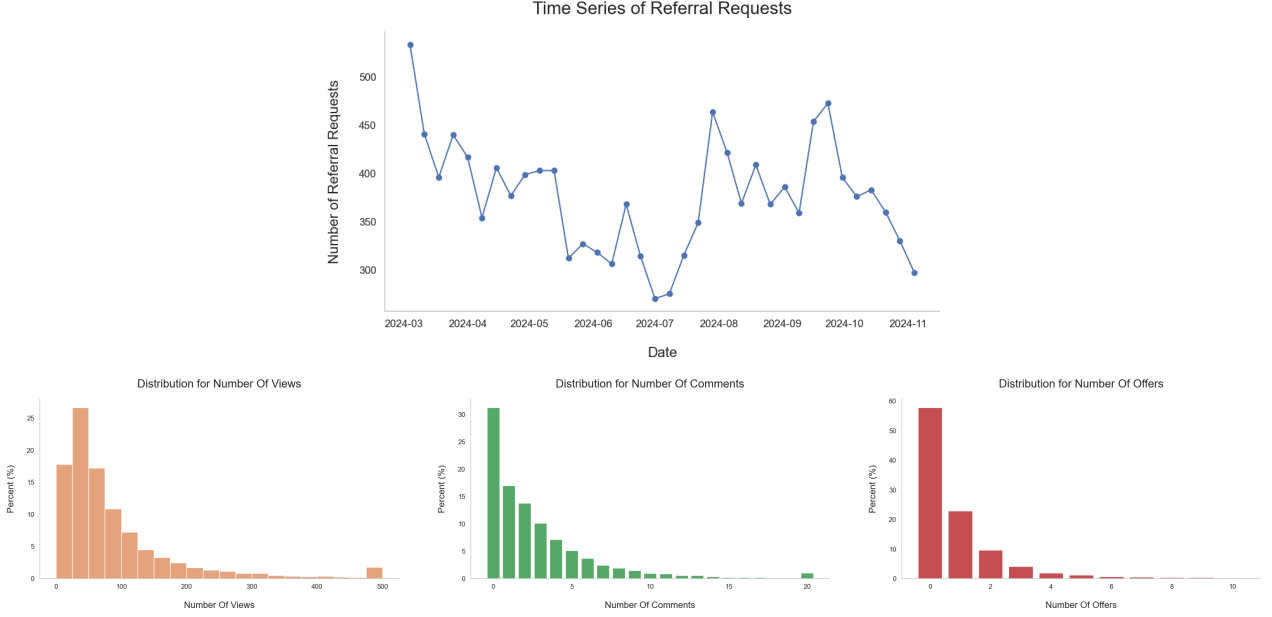 Time Series of Referral Requests
Number of Referral Requests
500
450
400
350
300
2024-03 2024-04 2024-05 2024-06 2024-07 2024-08 2024-09 2024-10 2024-11
Date
Distribution for Number Of Views
Percent (%)
25
20
15
10
5
0
0 100 200 300 400 500
Number Of Views
Distribution for Number Of Comments
Percent (%)
30
25
20
15
10
5
0
0 5 10 15 20
Number Of Comments
Distribution for Number Of Offers
Percent (%)
60
50
40
30
20
10
0
0 2 4 6 8 10
Number Of Offers